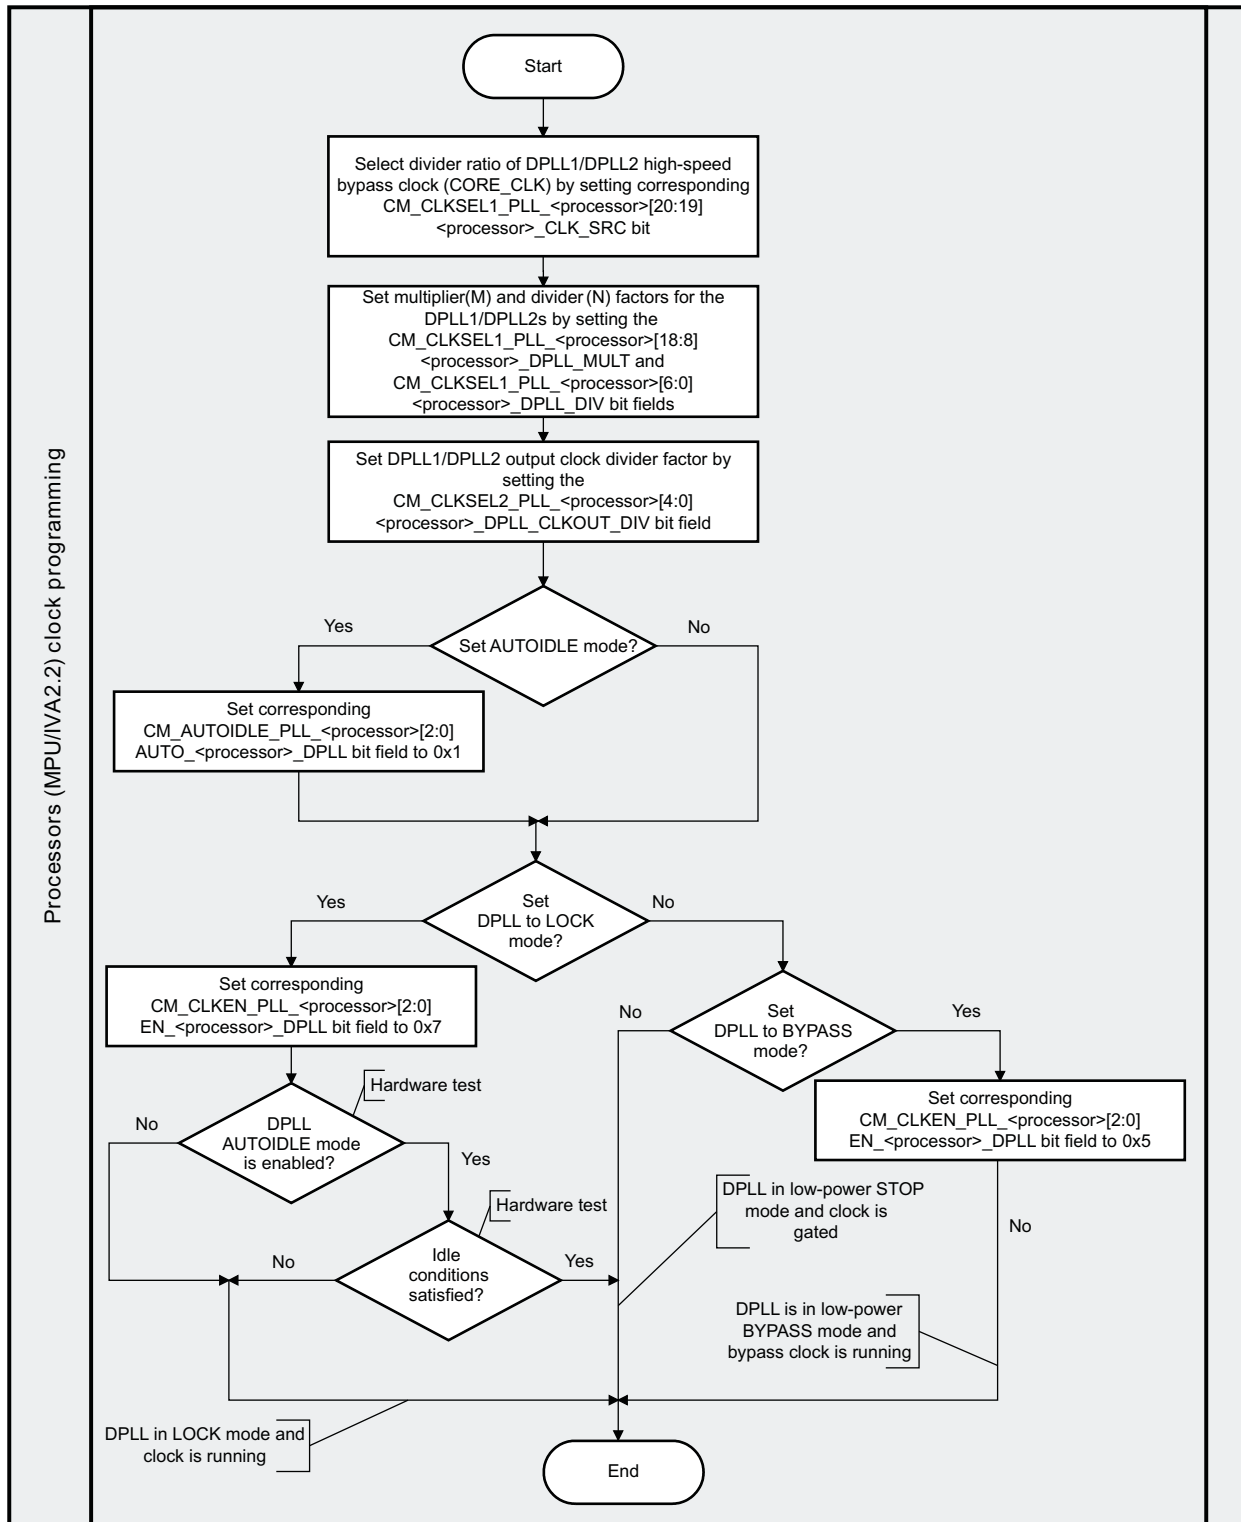 Processors (MPU/IVA2.2) clock programming
Start
Select divider ratio of DPLL1/DPLL2 high-speed
bypass clock (CORE_CLK) by setting corresponding
CM_CLKSEL1_PLL_<processor>[20:19]
<processor>_CLK_SRC bit
Set multiplier(M) and divider (N) factors for the
DPLL1/DPLL2s by setting the
CM_CLKSEL1_PLL_<processor>[18:8]
<processor>_DPLL_MULT and
CM_CLKSEL1_PLL_<processor>[6:0]
<processor>_DPLL_DIV bit fields
Set DPLL1/DPLL2 output clock divider factor by
setting the
CM_CLKSEL2_PLL_<processor>[4:0]
<processor>_DPLL_CLKOUT_DIV bit field
Yes
Set AUTOIDLE mode?
No
Set corresponding
CM_AUTOIDLE_PLL_<processor>[2:0]
AUTO_<processor>_DPLL bit field to 0x1
Yes
Set
DPLL to LOCK
mode?
No
Set corresponding
CM_CLKEN_PLL_<processor>[2:0]
EN_<processor>_DPLL bit field to 0x7
No
Set
DPLL to BYPASS
mode?
Yes
Hardware test
Set corresponding
CM_CLKEN_PLL_<processor>[2:0]
EN_<processor>_DPLL bit field to 0x5
No
DPLL
AUTOIDLE mode
is enabled?
Yes
Hardware test
DPLL in low-power STOP
mode and clock is
gated
No
No
Idle
conditions
satisfied?
Yes
DPLL is in low-power
BYPASS mode and
bypass clock is running
DPLL in LOCK mode and
clock is running
End